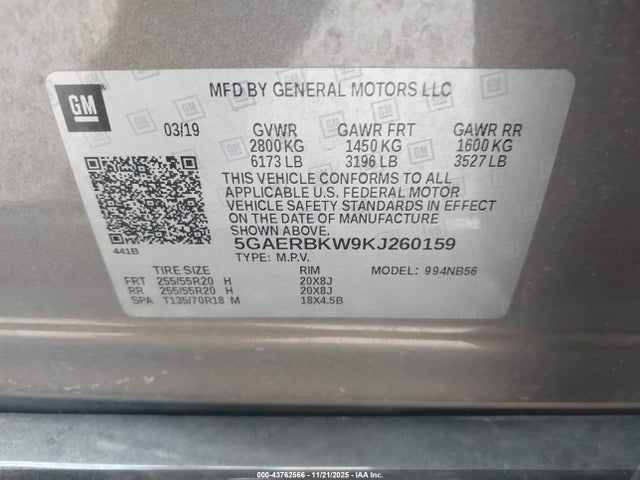 GM
MFD BY GENERAL MOTORS LLC
03/19 GVWR GAWR FRT GAWR RR
2800 KG 1450 KG 1600 KG
6173 LB 3196 LB 3527 LB
THIS VEHICLE CONFORMS TO ALL
APPLICABLE U.S. FEDERAL MOTOR
VEHICLE SAFETY STANDARDS IN EFFECT
ON THE DATE OF MANUFACTURE
SHOWN ABOVE.
441B
5GAERBKW9KJ260159
TYPE: M.P.V.
TIRE SIZE RIM MODEL: 994NB56
FRT 255/55R20 H 20X8J
RR 255/55R20 H 20X8J
SPA T135/70R18 M 18X4.5B
000-43762566 - 11/21/2025 - IAA Inc.